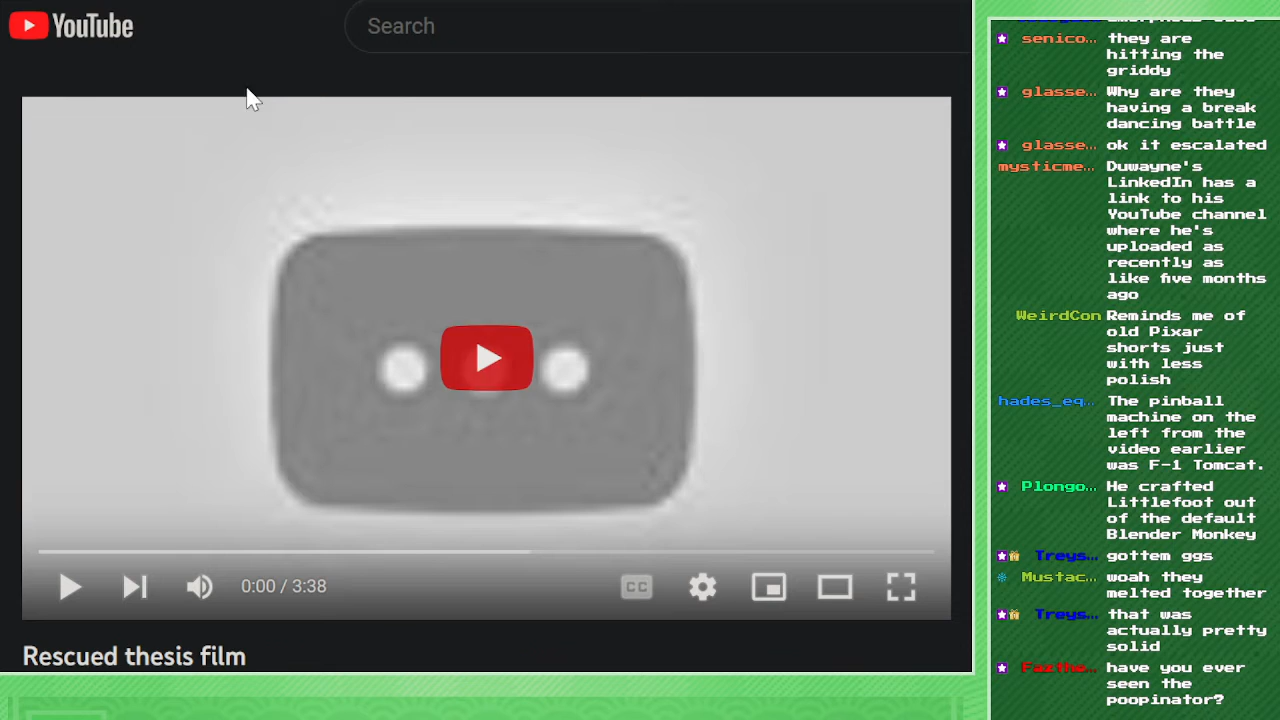 YouTube
Search
0:00 / 3:38
CC
Rescued thesis film
senico... they are
hitting the
griddy
glasse... Why are they
having a break
dancing battle
glasse... ok it escalated
mysticme... Duwayne's
LinkedIn has a
link to his
YouTube channel
where he's
uploaded as
recently as
like five months
ago
WeirdCon Reminds me of
old Pixar
shorts just
with less
polish
hades_eq... The pinball
machine on the
left from the
video earlier
was F-1 Tomcat.
Plongo... He crafted
Littlefoot out
of the default
Blender Monkey
Treys... gottem ggs
Mustac... woah they
melted together
Treys... that was
actually pretty
solid
Fazthe... have you ever
seen the
poopinator?